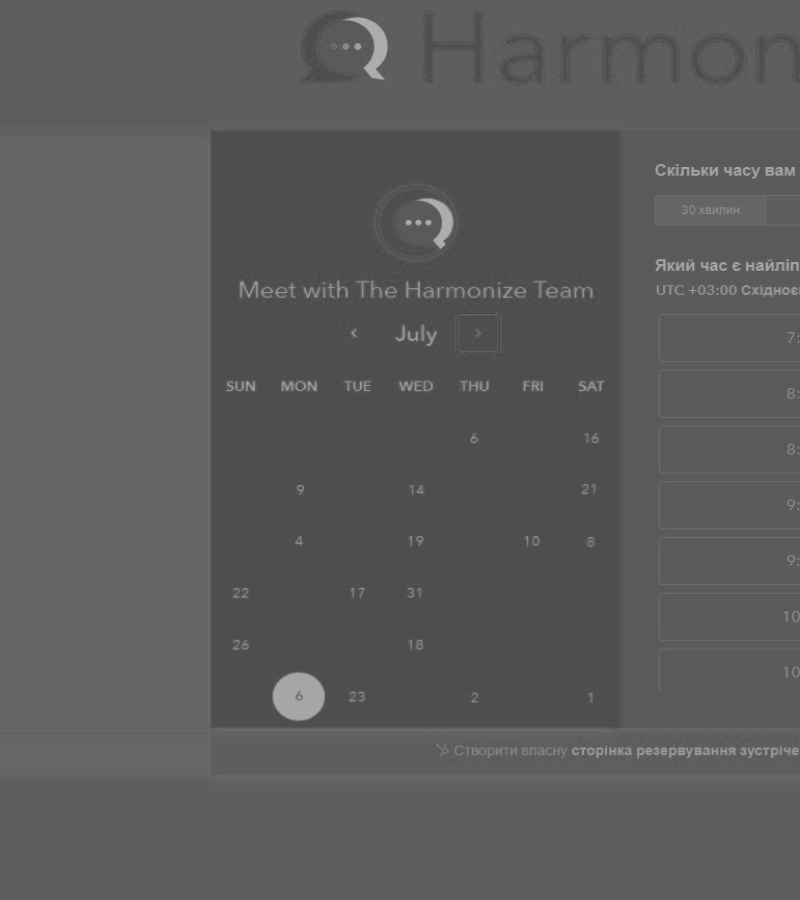 Harmon
Meet with The Harmonize Team
July
SUN MON TUE WED THU FRI SAT
6 16
9 14 21
4 19 10 8
22 17 31
26 18
6 23 2 1
Скільки часу вам
30 хвилин
Який час є найліп
UTC +03:00 Східноє
7:
8:
8:
9:
9:
10
10
Створити власну сторінка резервування зустріче